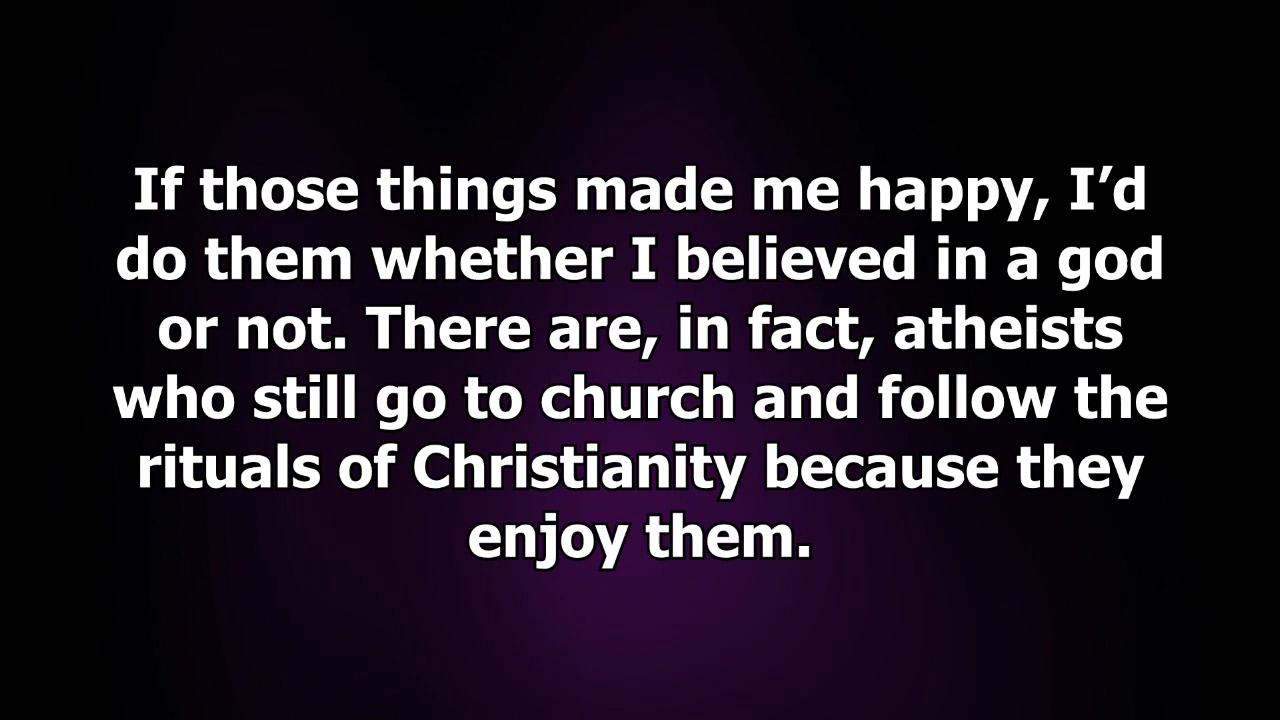 If those things made me happy, I’d
do them whether I believed in a god
or not. There are, in fact, atheists
who still go to church and follow the
rituals of Christianity because they
enjoy them.